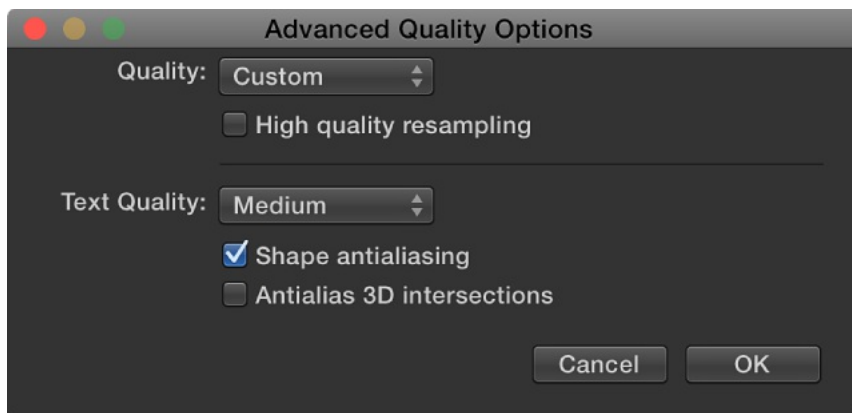 Advanced Quality Options
Quality: Custom
High quality resampling
Text Quality: Medium
Shape antialiasing
Antialias 3D intersections
Cancel OK